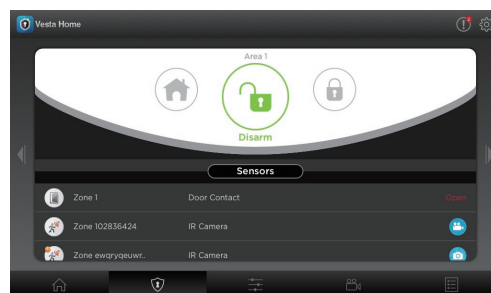 Vesta Home
Area 1
Disarm
Sensors
Zone 1 Door Contact Open
Zone 102836424 IR Camera
Zone ewqryqeuwr.. IR Camera